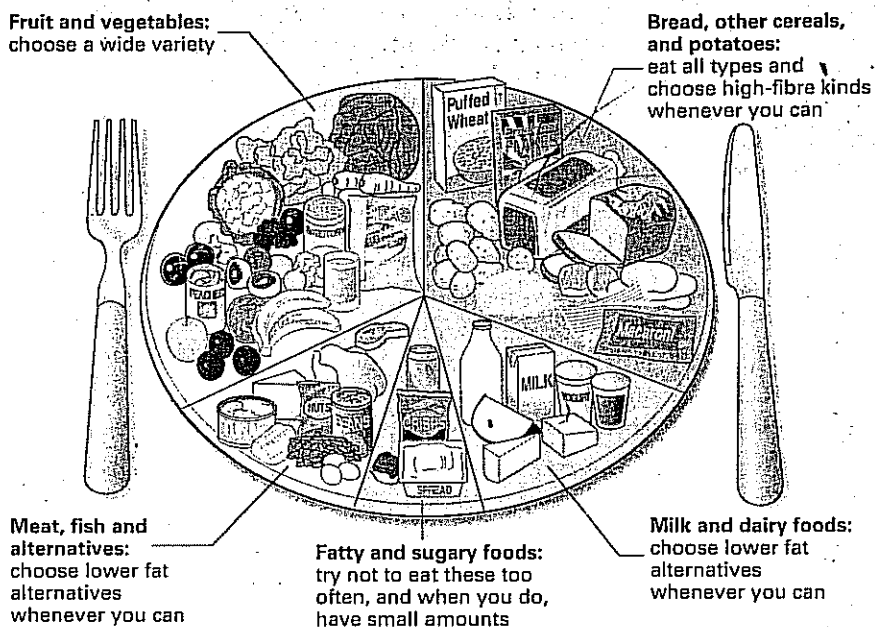 Fruit and vegetables:
choose a wide variety
Bread, other cereals,
and potatoes:
eat all types and
choose high-fibre kinds
whenever you can
Puffed
Wheat
MILK
YOGURT
NUTS
SPREAD
Meat, fish and
alternatives:
choose lower fat
alternatives
whenever you can
Fatty and sugary foods:
try not to eat these too
often, and when you do,
have small amounts
Milk and dairy foods:
choose lower fat
alternatives
whenever you can